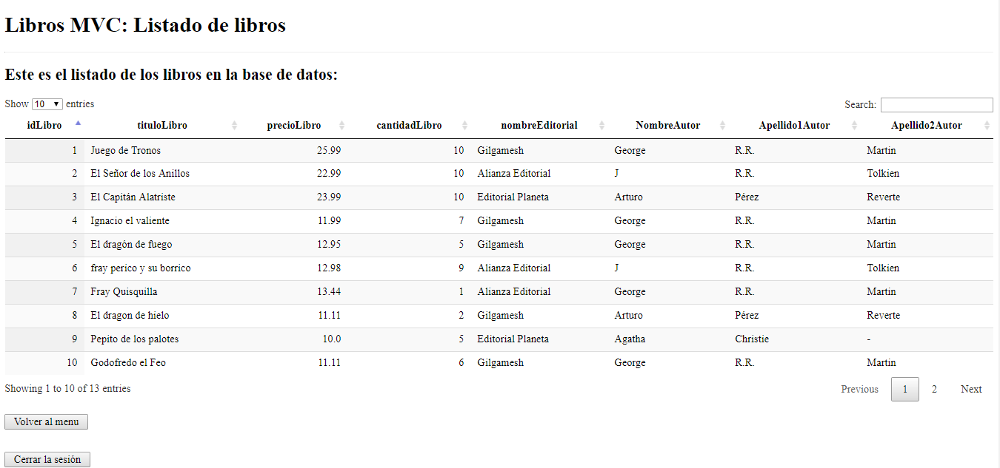 Libros MVC: Listado de libros
Este es el listado de los libros en la base de datos:
Show 10 entries Search:
idLibro tituloLibro precioLibro cantidadLibro nombreEditorial NombreAutor Apellido1Autor Apellido2Autor
1 Juego de Tronos 25.99 10 Gilgamesh George R.R. Martin
2 El Señor de los Anillos 22.99 10 Alianza Editorial J R.R. Tolkien
3 El Capitán Alatriste 23.99 10 Editorial Planeta Arturo Pérez Reverte
4 Ignacio el valiente 11.99 7 Gilgamesh George R.R. Martin
5 El dragón de fuego 12.95 5 Gilgamesh George R.R. Martin
6 fray perico y su borrico 12.98 9 Alianza Editorial J R.R. Tolkien
7 Fray Quisquilla 13.44 1 Alianza Editorial George R.R. Martin
8 El dragon de hielo 11.11 2 Gilgamesh Arturo Pérez Reverte
9 Pepito de los palotes 10.0 5 Editorial Planeta Agatha Christie -
10 Godofredo el Feo 11.11 6 Gilgamesh George R.R. Martin
Showing 1 to 10 of 13 entries Previous 1 2 Next
Volver al menu
Cerrar la sesión